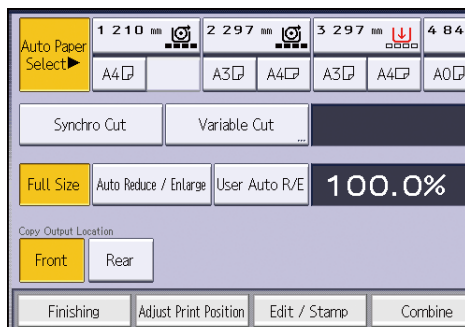 Auto Paper
Select▶
1 210 mm
2 297 mm
3 297 mm
4 84
A4
A3 A4
A3 A4
A0
Synchro Cut
Variable Cut
...
Full Size
Auto Reduce / Enlarge
User Auto R/E
100.0%
Copy Output Location
Front
Rear
Finishing
Adjust Print Position
Edit / Stamp
Combine